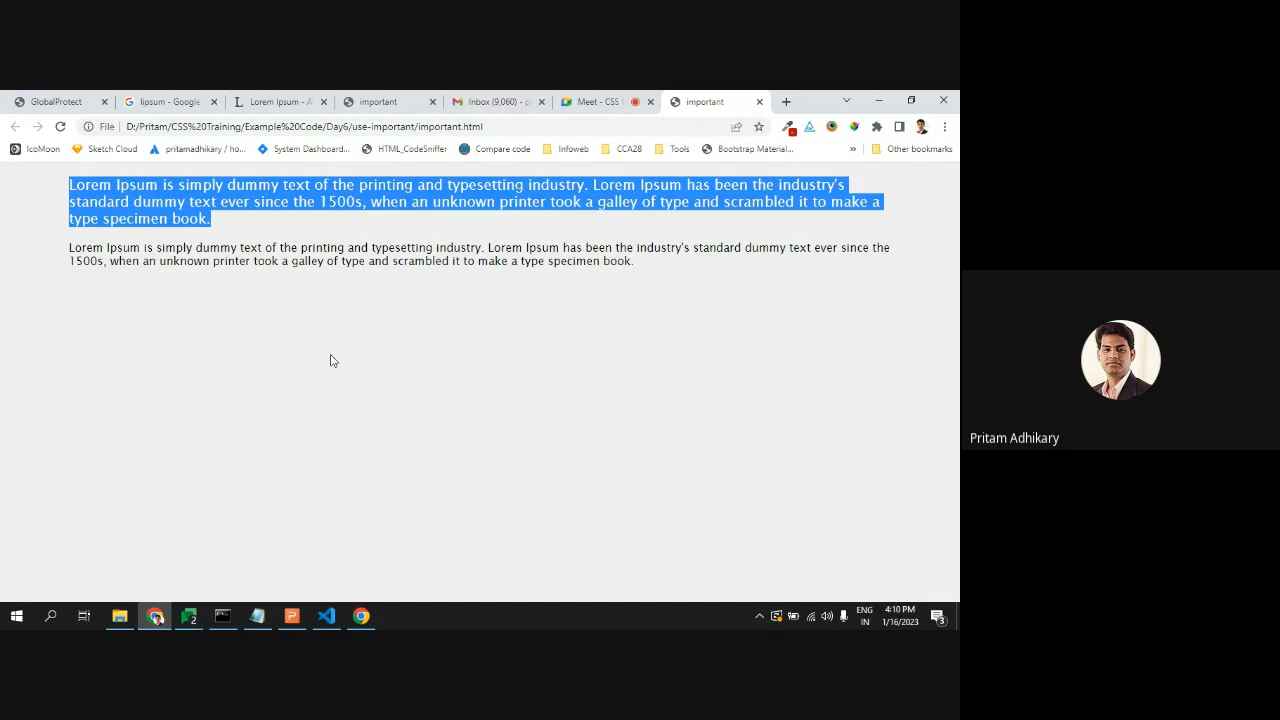 GlobalProtect
lipsum - Google
Lorem Ipsum - A
important
Inbox (9,060) - p
Meet - CSS
important
File D:/Pritam/CSS%20Training/Example%20Code/Day6/use-important/important.html
IcoMoon Sketch Cloud pritamadhikary / ho... System Dashboard... HTML_CodeSniffer Compare code Infoweb CCA28 Tools Bootstrap Material... » Other bookmarks
Lorem Ipsum is simply dummy text of the printing and typesetting industry. Lorem Ipsum has been the industry's
standard dummy text ever since the 1500s, when an unknown printer took a galley of type and scrambled it to make a
type specimen book.
Lorem Ipsum is simply dummy text of the printing and typesetting industry. Lorem Ipsum has been the industry's standard dummy text ever since the
1500s, when an unknown printer took a galley of type and scrambled it to make a type specimen book.
Pritam Adhikary
ENG
IN
4:10 PM
1/16/2023
3
2